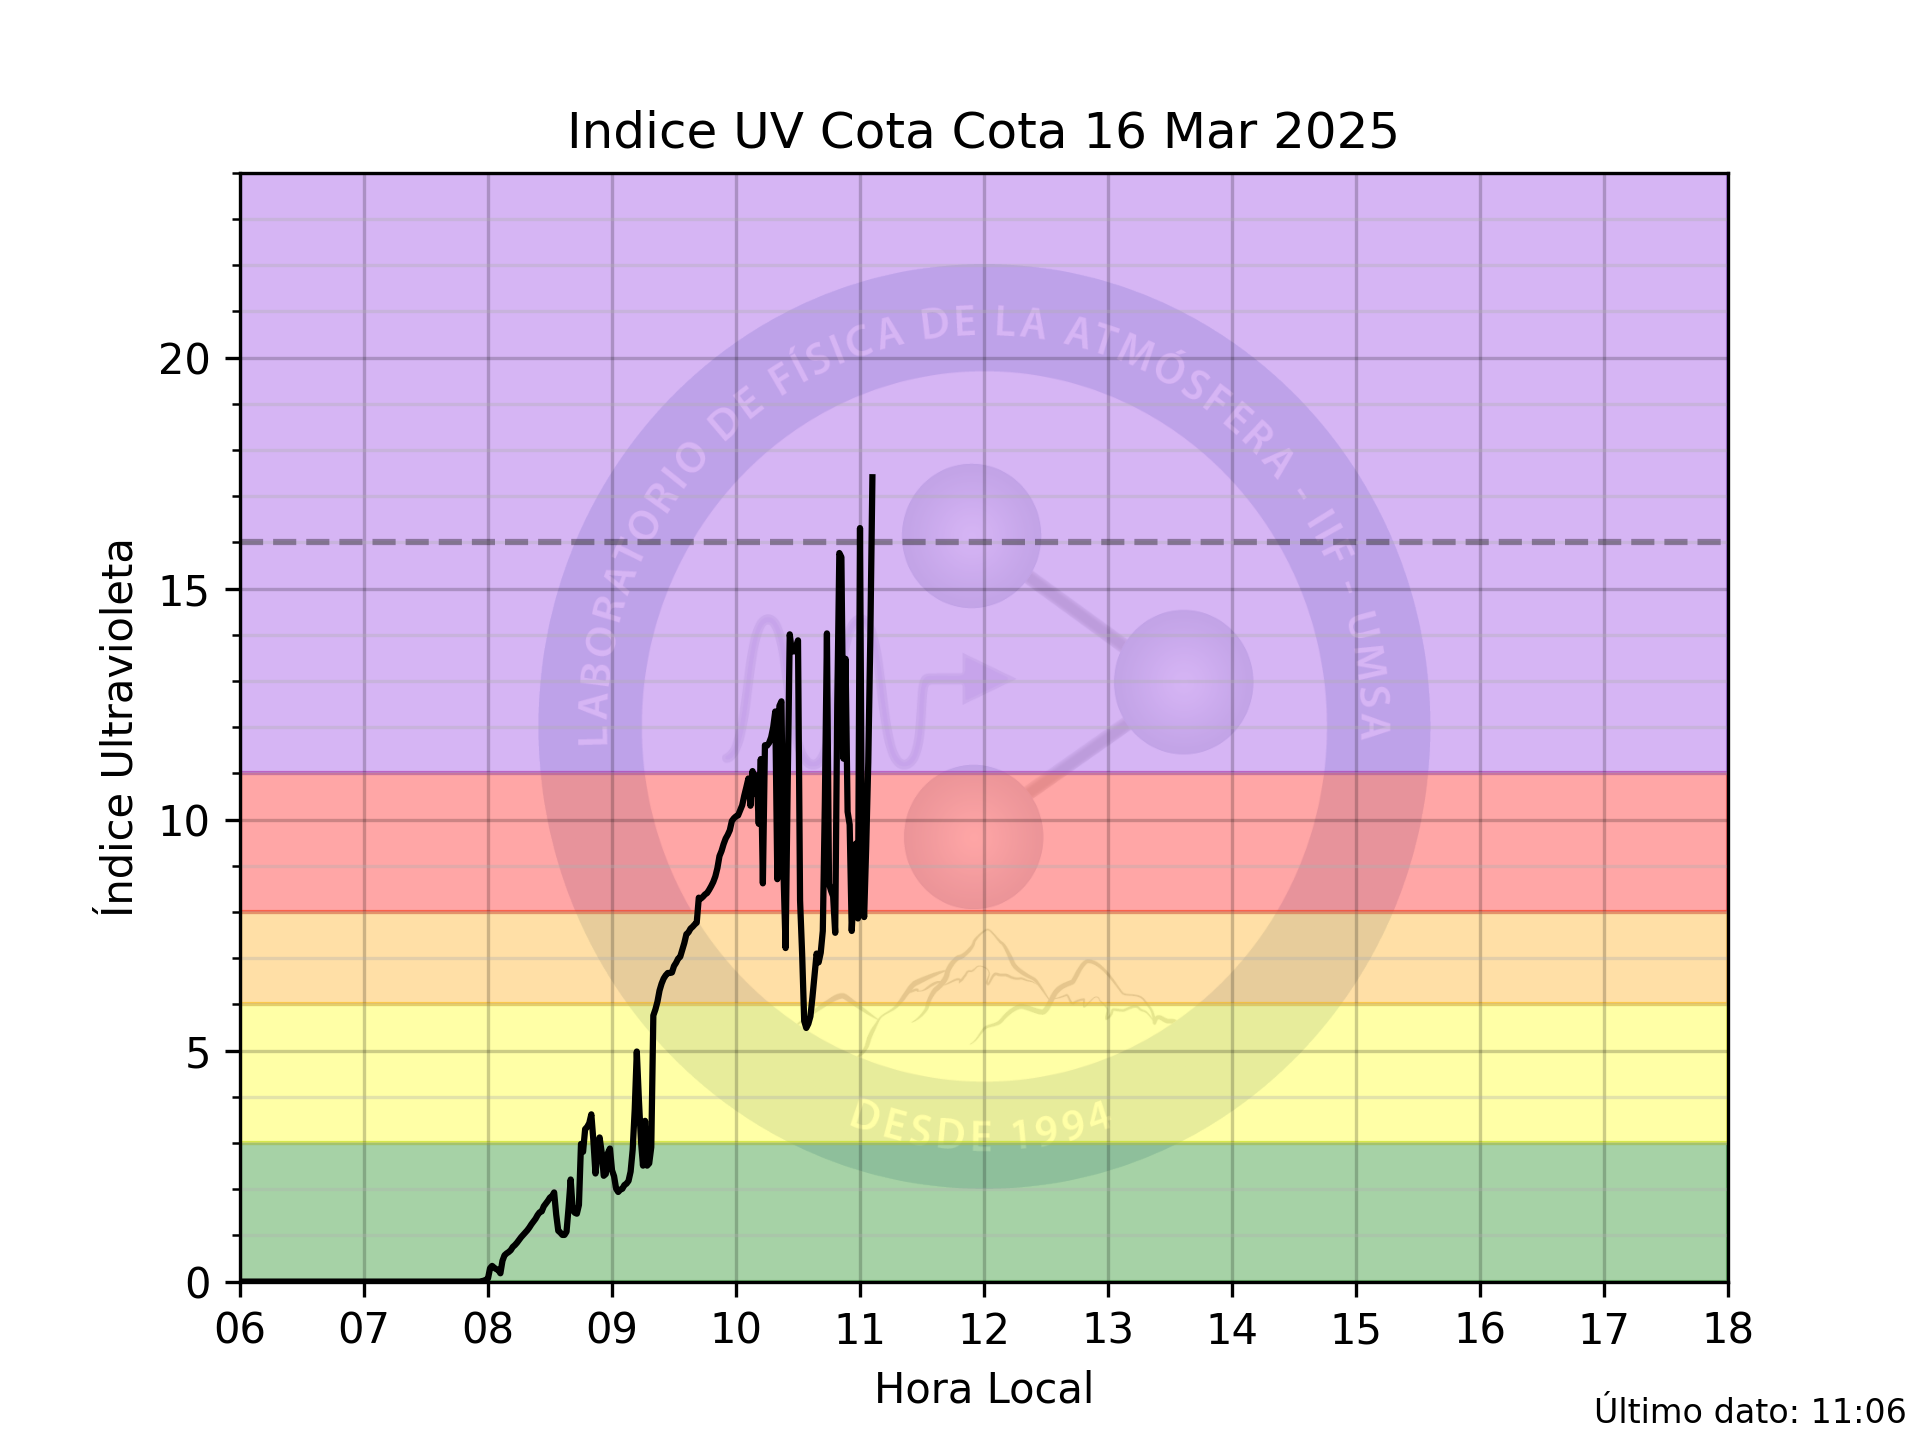 Indice UV Cota Cota 16 Mar 2025
Índice Ultravioleta
20
15
10
5
0
LABORATORIO DE FÍSICA DE LA ATMÓSFERA - IIF - UMSA
DESDE 1994
06 07 08 09 10 11 12 13 14 15 16 17 18
Hora Local
Último dato: 11:06